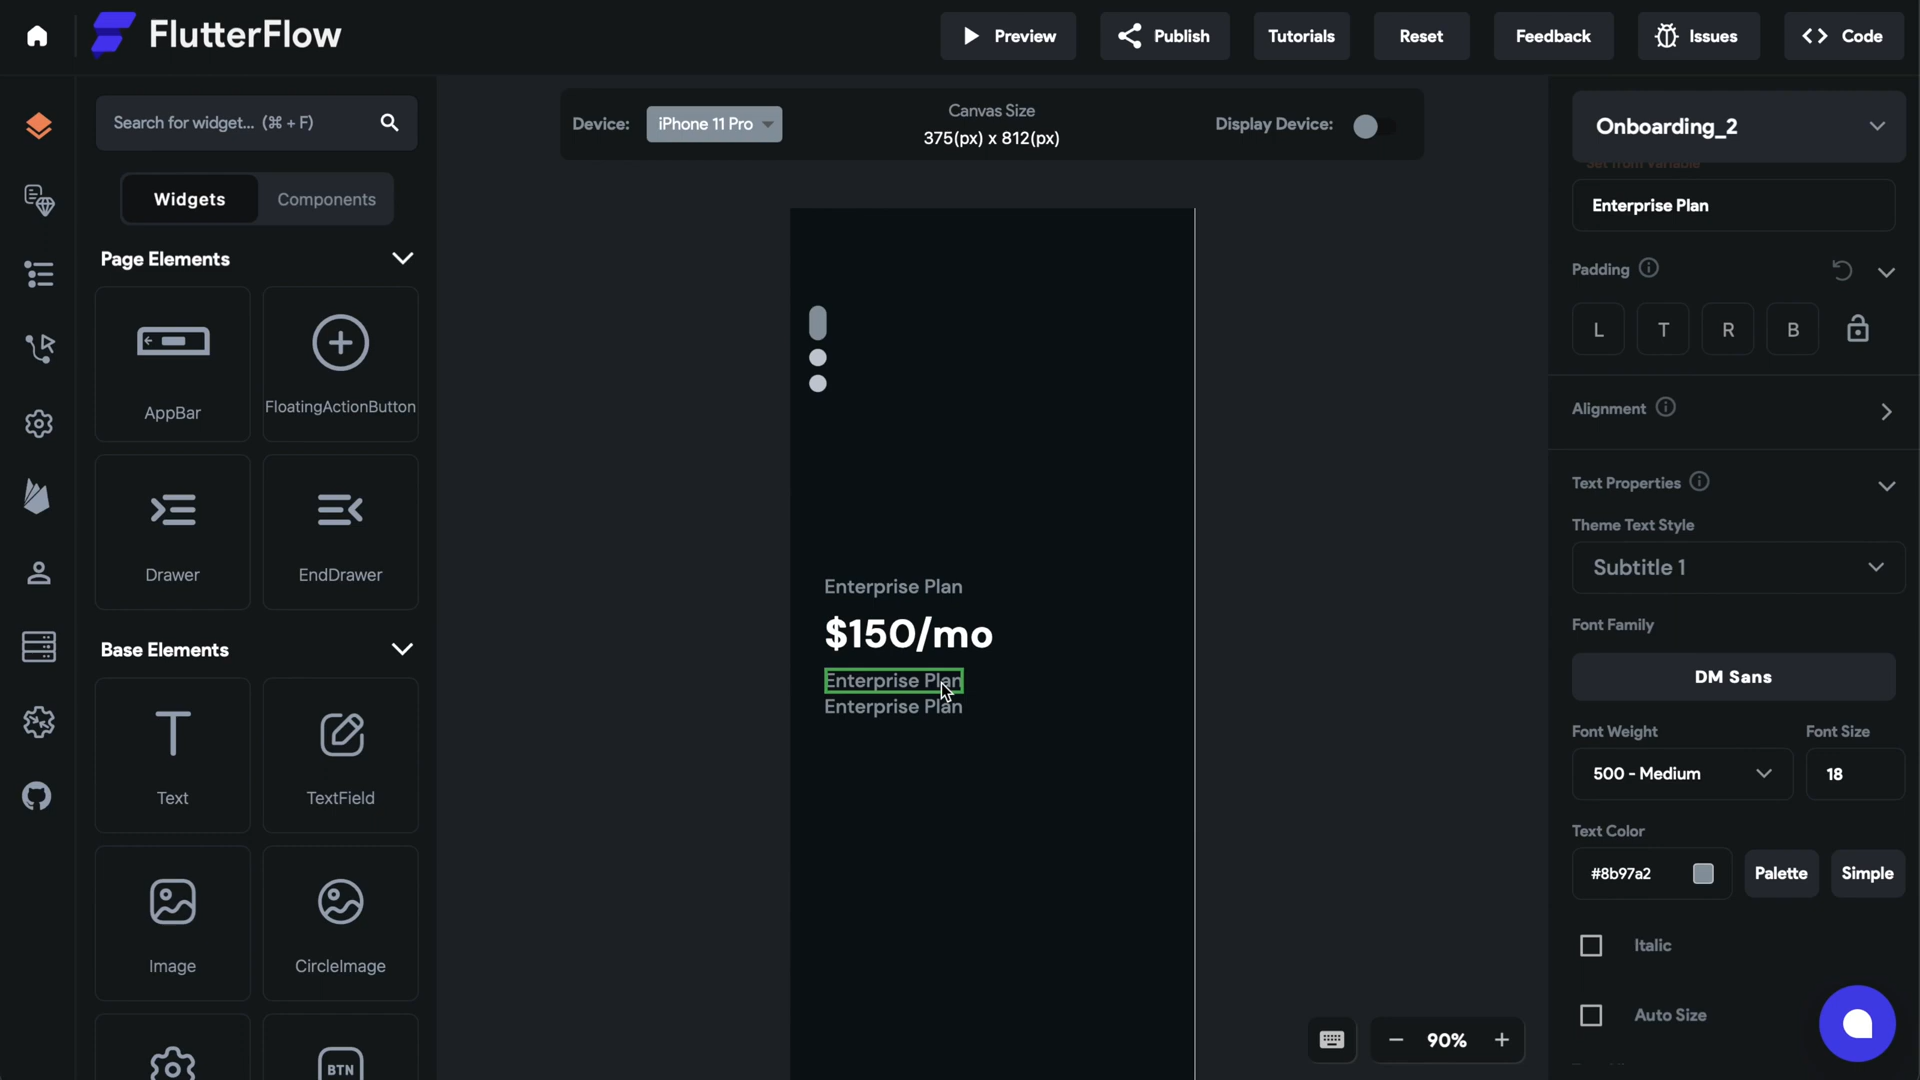 FlutterFlow
Preview
Publish
Tutorials
Reset
Feedback
Issues
Code
Search for widget... (⌘ + F)
Device:
iPhone 11 Pro
Canvas Size
375(px) x 812(px)
Display Device:
Onboarding_2
Set from Variable
Enterprise Plan
Widgets
Components
Page Elements
AppBar
FloatingActionButton
Drawer
EndDrawer
Base Elements
Text
TextField
Image
CircleImage
BTN
Enterprise Plan
$150/mo
Enterprise Plan
Enterprise Plan
90%
Padding
L
T
R
B
Alignment
Text Properties
Theme Text Style
Subtitle 1
Font Family
DM Sans
Font Weight
Font Size
500 - Medium
18
Text Color
#8b97a2
Palette
Simple
Italic
Auto Size